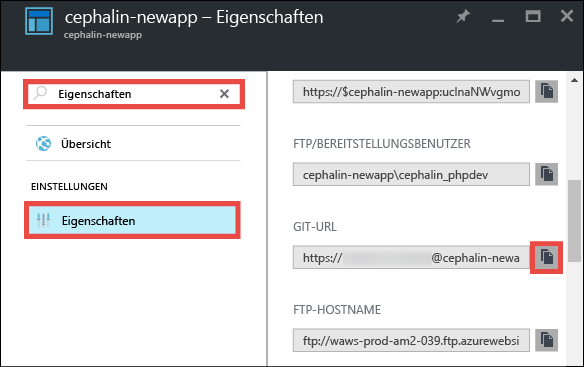 cephalin-newapp – Eigenschaften
cephalin-newapp
Eigenschaften
Übersicht
EINSTELLUNGEN
Eigenschaften
https://$cephalin-newapp:uclnaNWvgmo
FTP/BEREITSTELLUNGSBENUTZER
cephalin-newapp\cephalin_phpdev
GIT-URL
https:// @cephalin-newa
FTP-HOSTNAME
ftp://waws-prod-am2-039.ftp.azurewebsi